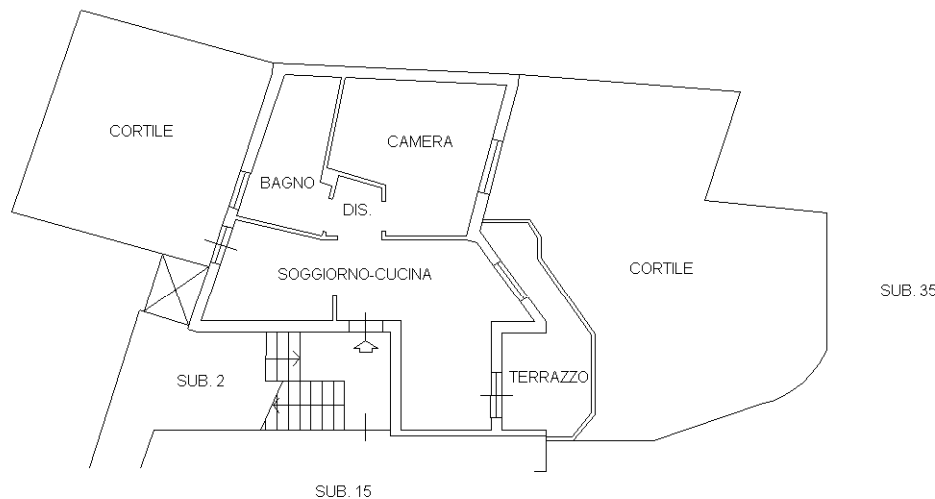 CORTILE
CAMERA
BAGNO
DIS.
SOGGIORNO-CUCINA
CORTILE
SUB. 35
SUB. 2
TERRAZZO
SUB. 15